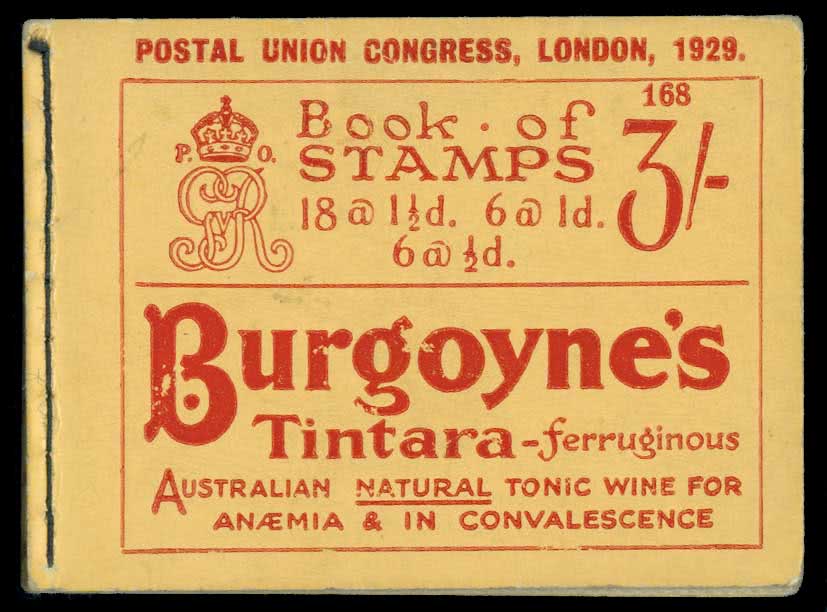 POSTAL UNION CONGRESS, LONDON, 1929.
168
Book · of
STAMPS
3/-
P. O.
GRV
18 @ 1½d. 6 @ 1d.
6 @ ½d.
Burgoyne's
Tintara-ferruginous
AUSTRALIAN NATURAL TONIC WINE FOR
ANÆMIA & IN CONVALESCENCE